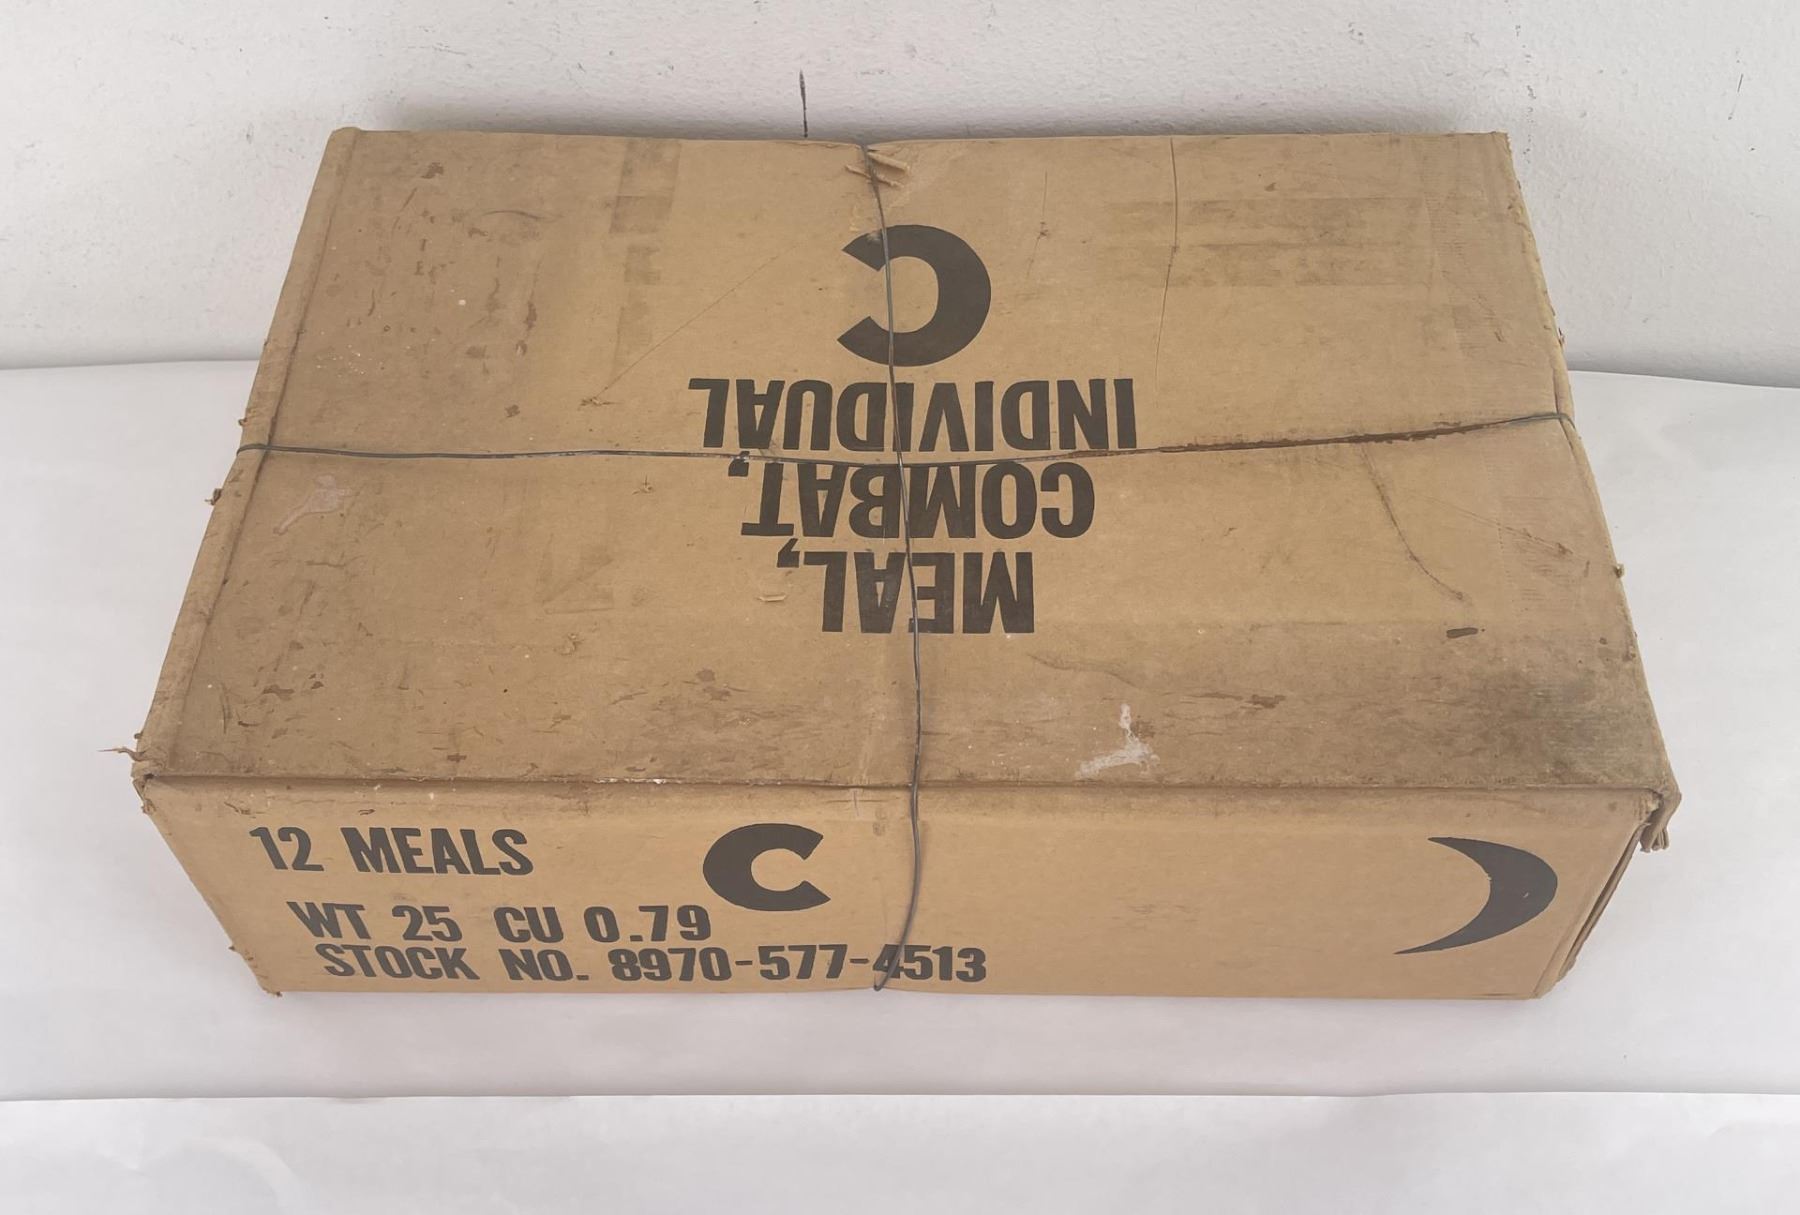 MEAL,
COMBAT,
INDIVIDUAL
C
12 MEALS
C
WT 25 CU 0.79
STOCK NO. 8970-577-4513